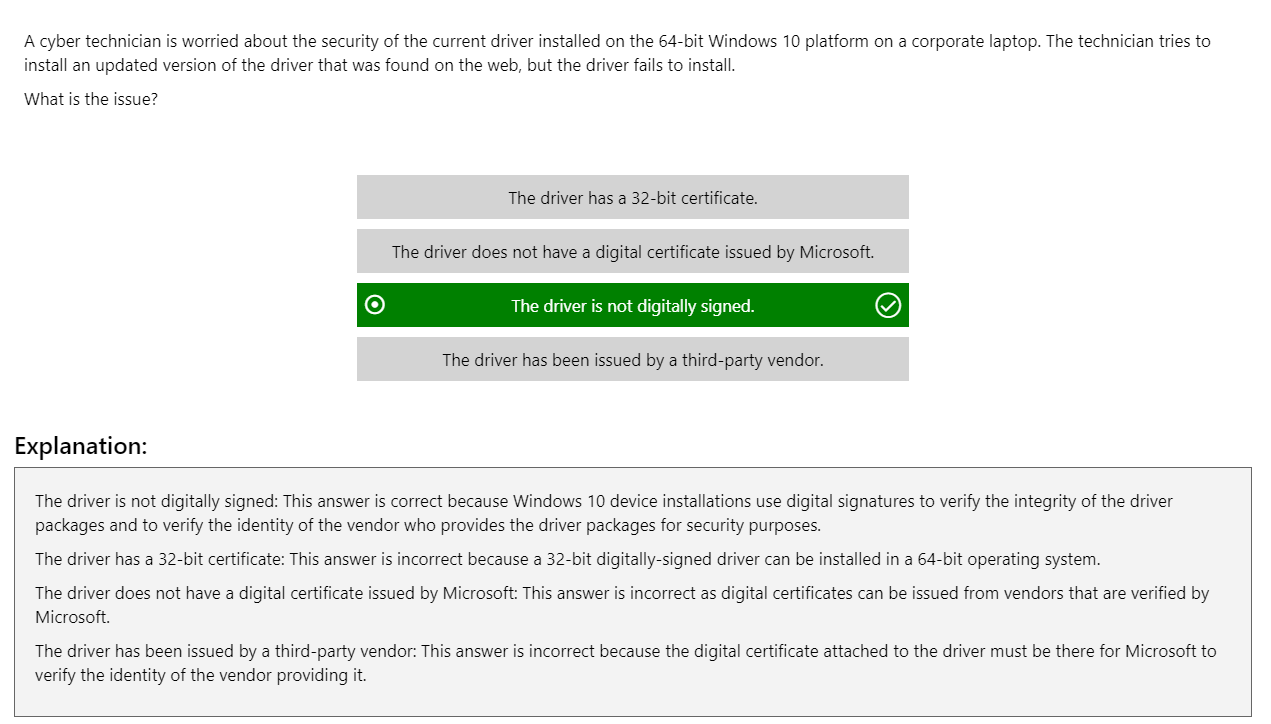 A cyber technician is worried about the security of the current driver installed on the 64-bit Windows 10 platform on a corporate laptop. The technician tries to
install an updated version of the driver that was found on the web, but the driver fails to install.
What is the issue?
The driver has a 32-bit certificate.
The driver does not have a digital certificate issued by Microsoft.
The driver is not digitally signed.
The driver has been issued by a third-party vendor.
Explanation:
The driver is not digitally signed: This answer is correct because Windows 10 device installations use digital signatures to verify the integrity of the driver
packages and to verify the identity of the vendor who provides the driver packages for security purposes.
The driver has a 32-bit certificate: This answer is incorrect because a 32-bit digitally-signed driver can be installed in a 64-bit operating system.
The driver does not have a digital certificate issued by Microsoft: This answer is incorrect as digital certificates can be issued from vendors that are verified by
Microsoft.
The driver has been issued by a third-party vendor: This answer is incorrect because the digital certificate attached to the driver must be there for Microsoft to
verify the identity of the vendor providing it.